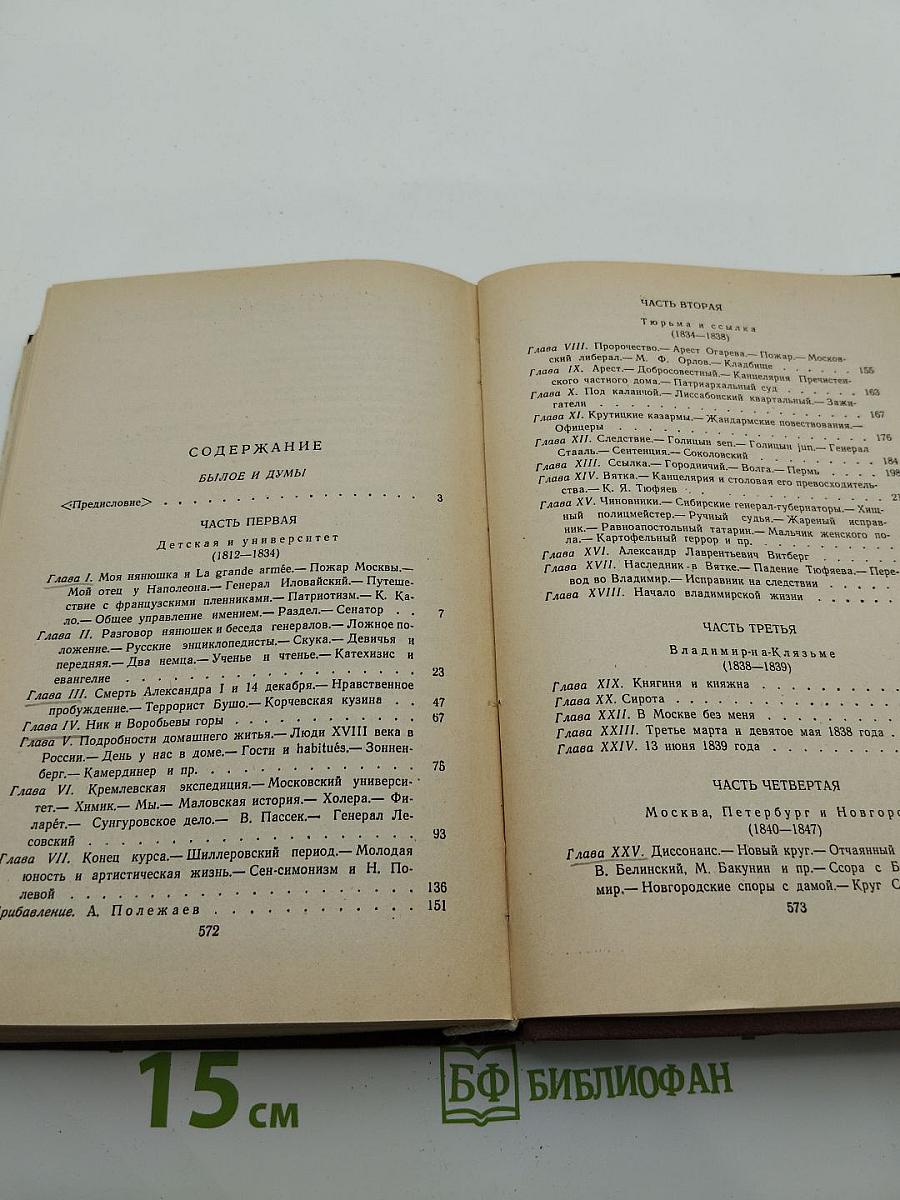 СОДЕРЖАНИЕ
БЫЛОЕ И ДУМЫ
<Предисловие> . . . . . . . . . . . . . . . . . . 3
ЧАСТЬ ПЕРВАЯ
Детская и университет
(1812—1834)
Глава I. Моя нянюшка и La grande armée.— Пожар Москвы.—
Мой отец у Наполеона.— Генерал Иловайский.— Путеше-
ствие с французскими пленниками.— Патриотизм.— К. Ка-
ло.— Общее управление имением.— Раздел.— Сенатор . . 7
Глава II. Разговор нянюшек и беседа генералов.— Ложное по-
ложение.— Русские энциклопедисты.— Скука.— Девичья и
передняя.— Два немца.— Ученье и чтенье.— Катехизис и
евангелие . . . . . . . . . . . . . . . . . . 23
Глава III. Смерть Александра I и 14 декабря.— Нравственное
пробуждение.— Террорист Бушо.— Корчевская кузина . . 47
Глава IV. Ник и Воробьевы горы . . . . . . . . . . . 67
Глава V. Подробности домашнего житья.— Люди XVIII века в
России.— День у нас в доме.— Гости и habitués.— Зоннен-
берг.— Камердинер и пр. . . . . . . . . . . . . 76
Глава VI. Кремлевская экспедиция.— Московский универси-
тет.— Химик.— Мы.— Маловская история.— Холера.— Фи-
ларет.— Сунгуровское дело.— В. Пассек.— Генерал Ле-
совский . . . . . . . . . . . . . . . . . . . 93
Глава VII. Конец курса.— Шиллеровский период.— Молодая
юность и артистическая жизнь.— Сен-симонизм и Н. По-
левой . . . . . . . . . . . . . . . . . . . . 136
рибавление. А. Полежаев . . . . . . . . . . . . . 151
572
ЧАСТЬ ВТОРАЯ
Тюрьма и ссылка
(1834—1838)
Глава VIII. Пророчество.— Арест Огарева.— Пожар.— Москов-
ский либерал.— М. Ф. Орлов.— Кладбище . . . . . . 155
Глава IX. Арест.— Добросовестный.— Канцелярия Пречистен-
ского частного дома.— Патриархальный суд . . . . . . 163
Глава X. Под каланчой.— Лиссабонский квартальный.— Зажи-
гатели . . . . . . . . . . . . . . . . . . 167
Глава XI. Крутицкие казармы.— Жандармские повествования.—
Офицеры . . . . . . . . . . . . . . . . . . 176
Глава XII. Следствие.— Голицын sen.— Голицын jun.— Генерал
Стааль.— Сентенция.— Соколовский . . . . . . . . . 184
Глава XIII. Ссылка.— Городничий.— Волга.— Пермь . . . . 198
Глава XIV. Вятка.— Канцелярия и столовая его превосходитель-
ства.— К. Я. Тюфяев . . . . . . . . . . . . . 21
Глава XV. Чиновники.— Сибирские генерал-губернаторы.— Хищ-
ный полицмейстер.— Ручный судья.— Жареный исправ-
ник.— Равноапостольный татарин.— Мальчик женского по-
ла.— Картофельный террор и пр. . . . . . . . . .
Глава XVI. Александр Лаврентьевич Витберг . . . . . . .
Глава XVII. Наследник в Вятке.— Падение Тюфяева.— Пере-
вод во Владимир.— Исправник на следствии . . . . .
Глава XVIII. Начало владимирской жизни . . . . . .
ЧАСТЬ ТРЕТЬЯ
Владимир-на-Клязьме
(1838—1839)
Глава XIX. Княгиня и княжна . . . . . . . . .
Глава XX. Сирота . . . . . . . . . . . . .
Глава XXII. В Москве без меня . . . . . . . .
Глава XXIII. Третье марта и девятое мая 1838 года .
Глава XXIV. 13 июня 1839 года . . . . . . . .
ЧАСТЬ ЧЕТВЕРТАЯ
Москва, Петербург и Новгоро
(1840—1847)
Глава XXV. Диссонанс.— Новый круг.— Отчаянный
В. Белинский, М. Бакунин и пр.— Ссора с Б
мир.— Новгородские споры с дамой.— Круг С
573
15 см
БФ БИБЛИОФАН